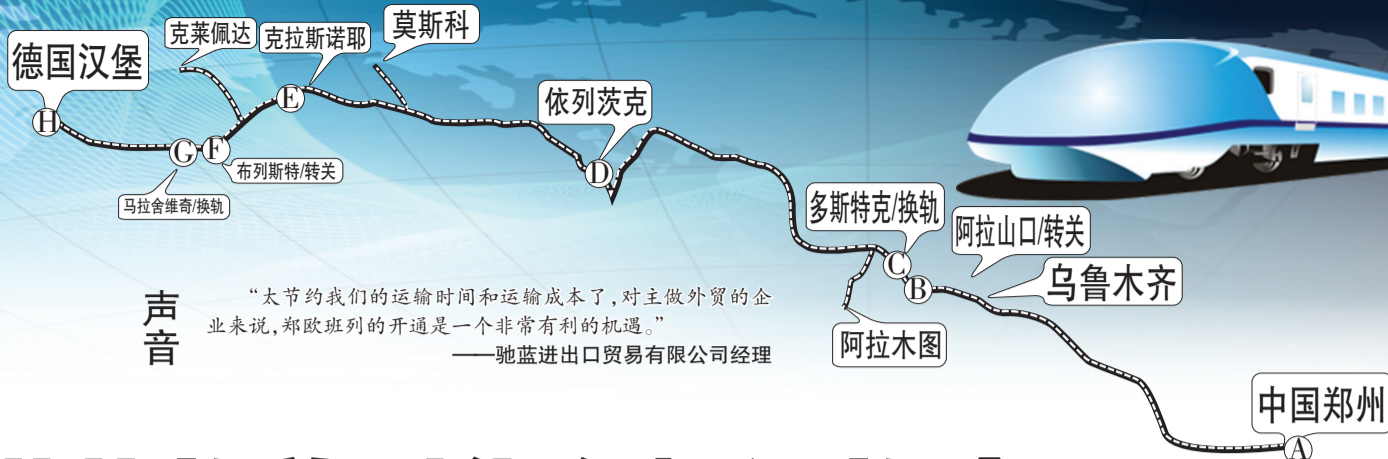 莫斯科
克莱佩达
克拉斯诺耶
德国汉堡
E
依列茨克
H
G
F
布列斯特/转关
D
马拉舍维奇/换轨
多斯特克/换轨
阿拉山口/转关
C
B
乌鲁木齐
声音
“太节约我们的运输时间和运输成本了,对主做外贸的企
业来说,郑欧班列的开通是一个非常有利的机遇。”
——驰蓝进出口贸易有限公司经理
阿拉木图
中国郑州
A